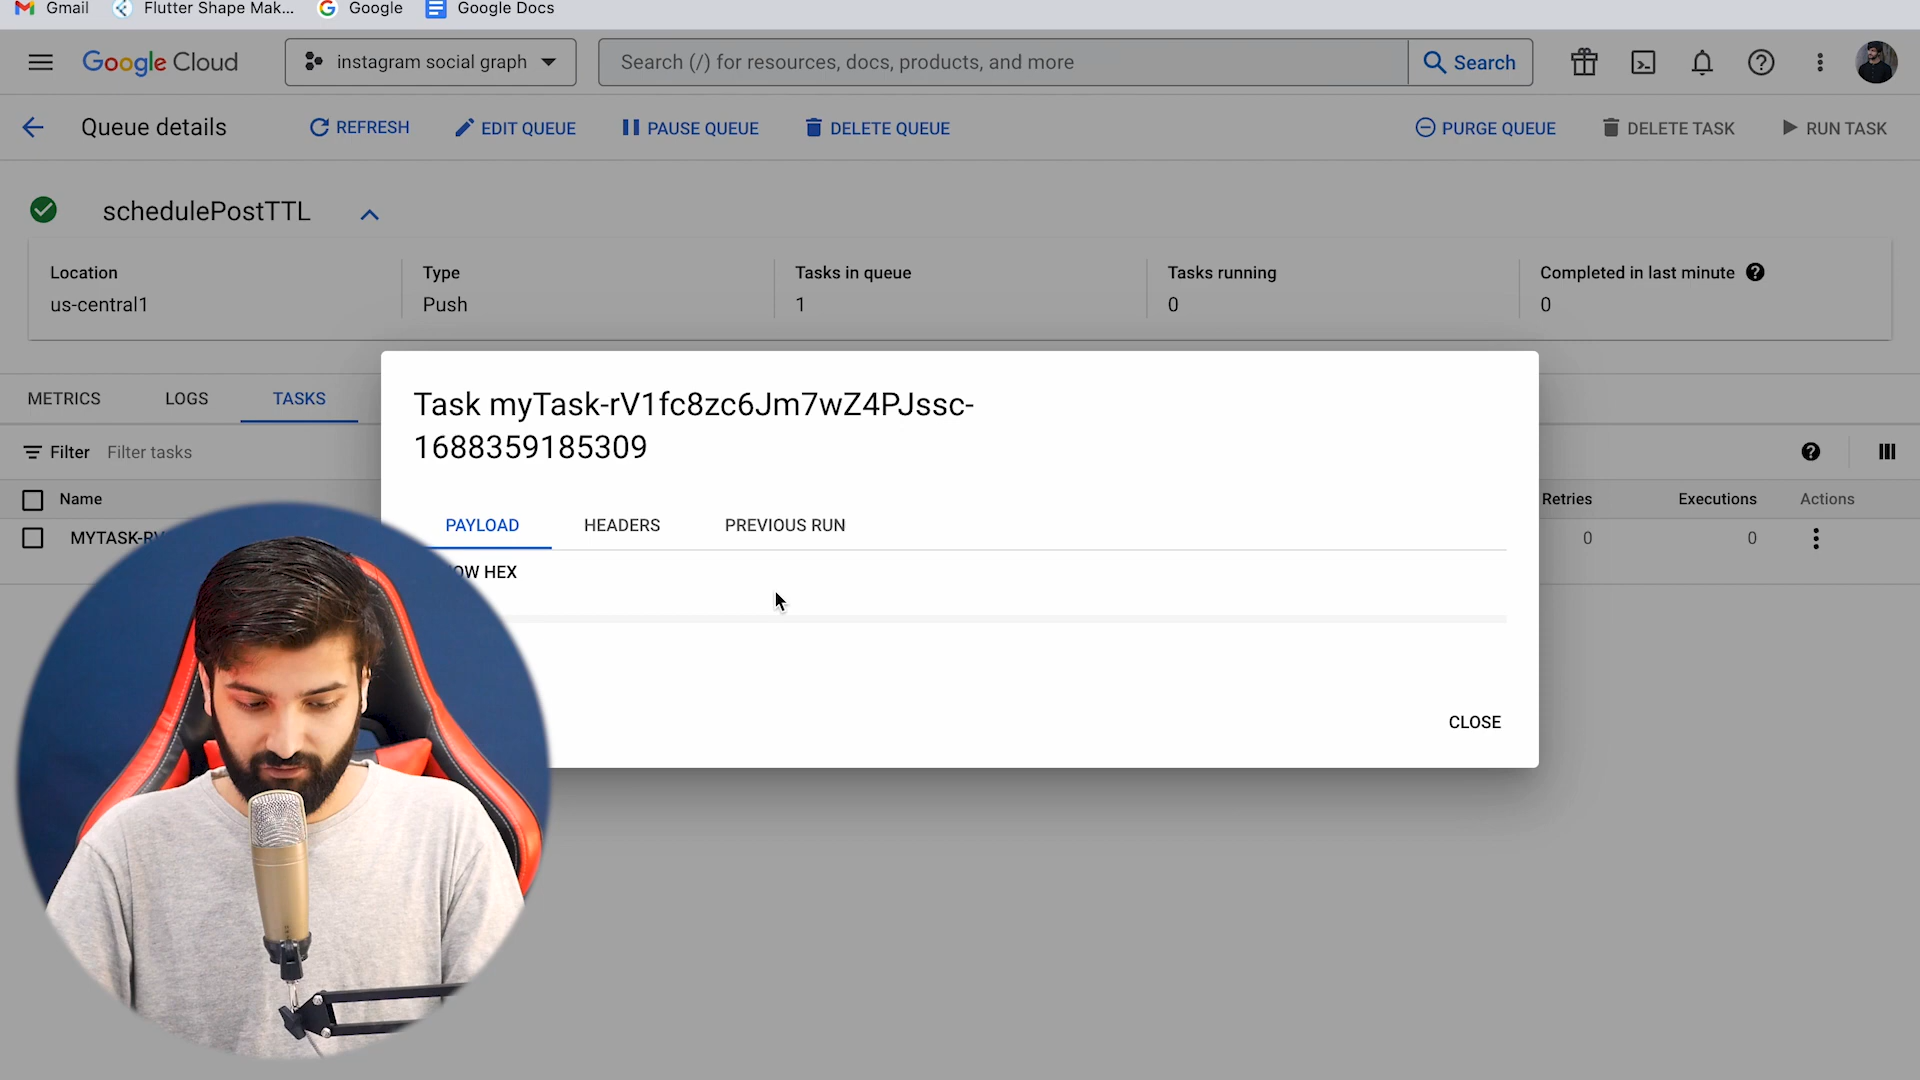 Gmail
Flutter Shape Mak...
Google
Google Docs
Google Cloud
instagram social graph
Search (/) for resources, docs, products, and more
Search
Queue details
REFRESH
EDIT QUEUE
PAUSE QUEUE
DELETE QUEUE
PURGE QUEUE
DELETE TASK
RUN TASK
schedulePostTTL
Location
us-central1
Type
Push
Tasks in queue
1
Tasks running
0
Completed in last minute
0
METRICS
LOGS
TASKS
Task myTask-rV1fc8zc6Jm7wZ4PJssc-
1688359185309
Filter
Filter tasks
Name
Retries
Executions
Actions
PAYLOAD
HEADERS
PREVIOUS RUN
0
0
HEX
CLOSE